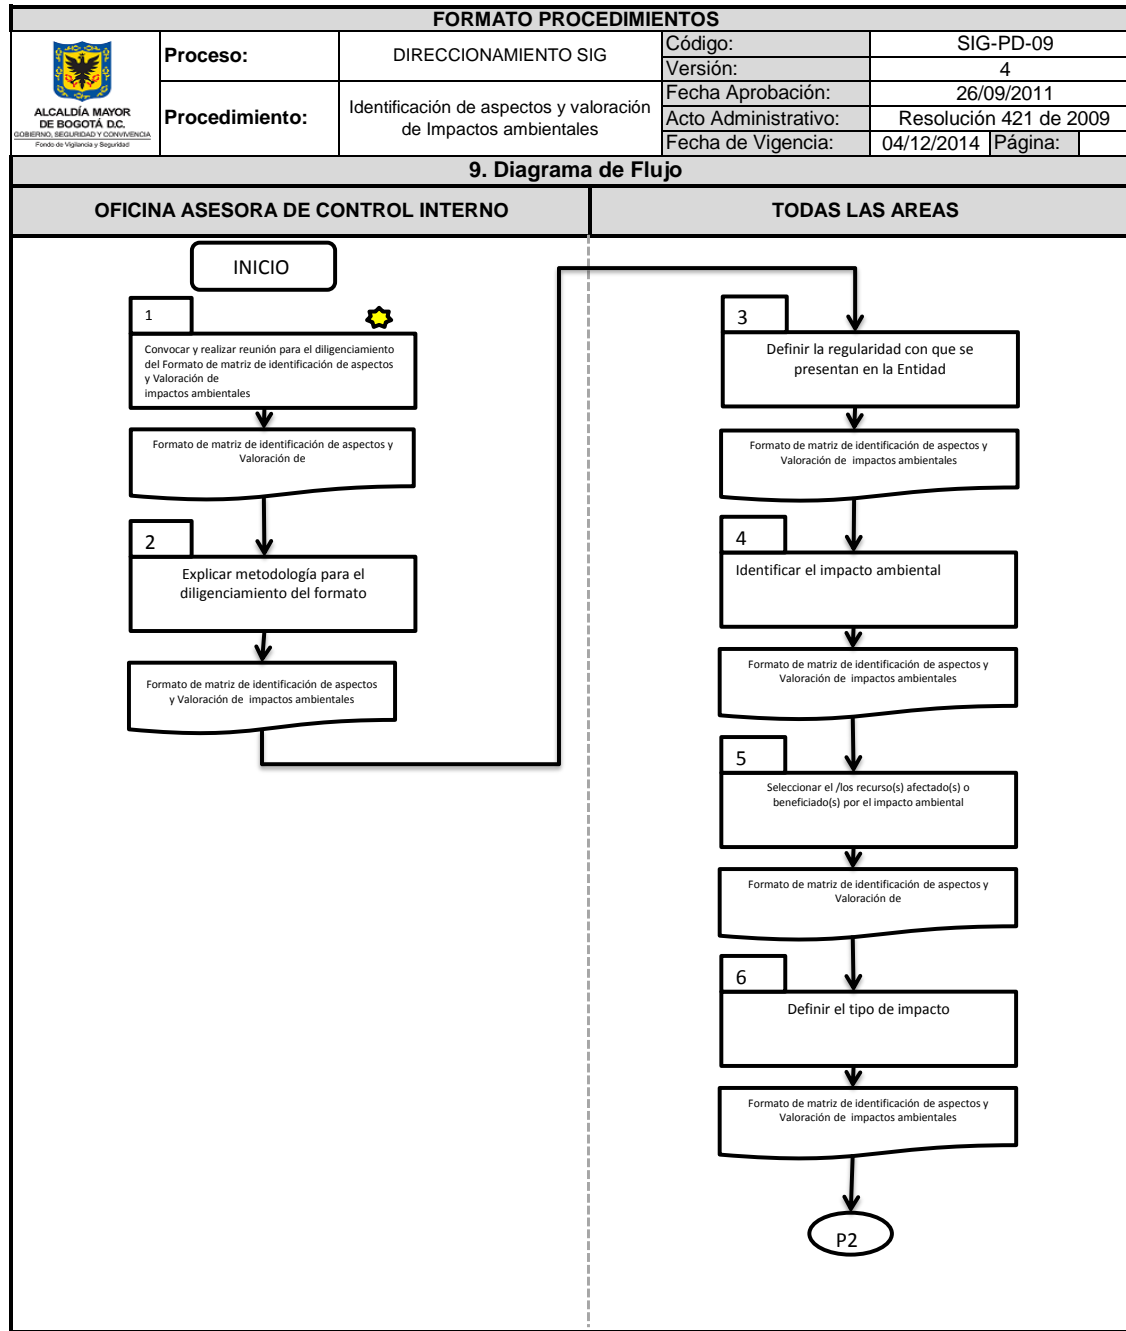 FORMATO PROCEDIMIENTOS
ALCALDÍA MAYOR
DE BOGOTÁ D.C.
GOBIERNO, SEGURIDAD Y CONVIVENCIA
Fondo de Vigilancia y Seguridad
Proceso:
DIRECCIONAMIENTO SIG
Código:
SIG-PD-09
Versión:
4
Procedimiento:
Identificación de aspectos y valoración
de Impactos ambientales
Fecha Aprobación:
26/09/2011
Acto Administrativo:
Resolución 421 de 2009
Fecha de Vigencia:
04/12/2014
Página:
9. Diagrama de Flujo
OFICINA ASESORA DE CONTROL INTERNO
TODAS LAS AREAS
INICIO
1
Convocar y realizar reunión para el diligenciamiento
del Formato de matriz de identificación de aspectos
y Valoración de
impactos ambientales
Formato de matriz de identificación de aspectos y
Valoración de
2
Explicar metodología para el
diligenciamiento del formato
Formato de matriz de identificación de aspectos
y Valoración de impactos ambientales
3
Definir la regularidad con que se
presentan en la Entidad
Formato de matriz de identificación de aspectos y
Valoración de impactos ambientales
4
Identificar el impacto ambiental
Formato de matriz de identificación de aspectos y
Valoración de impactos ambientales
5
Seleccionar el /los recurso(s) afectado(s) o
beneficiado(s) por el impacto ambiental
Formato de matriz de identificación de aspectos y
Valoración de
6
Definir el tipo de impacto
Formato de matriz de identificación de aspectos y
Valoración de impactos ambientales
P2